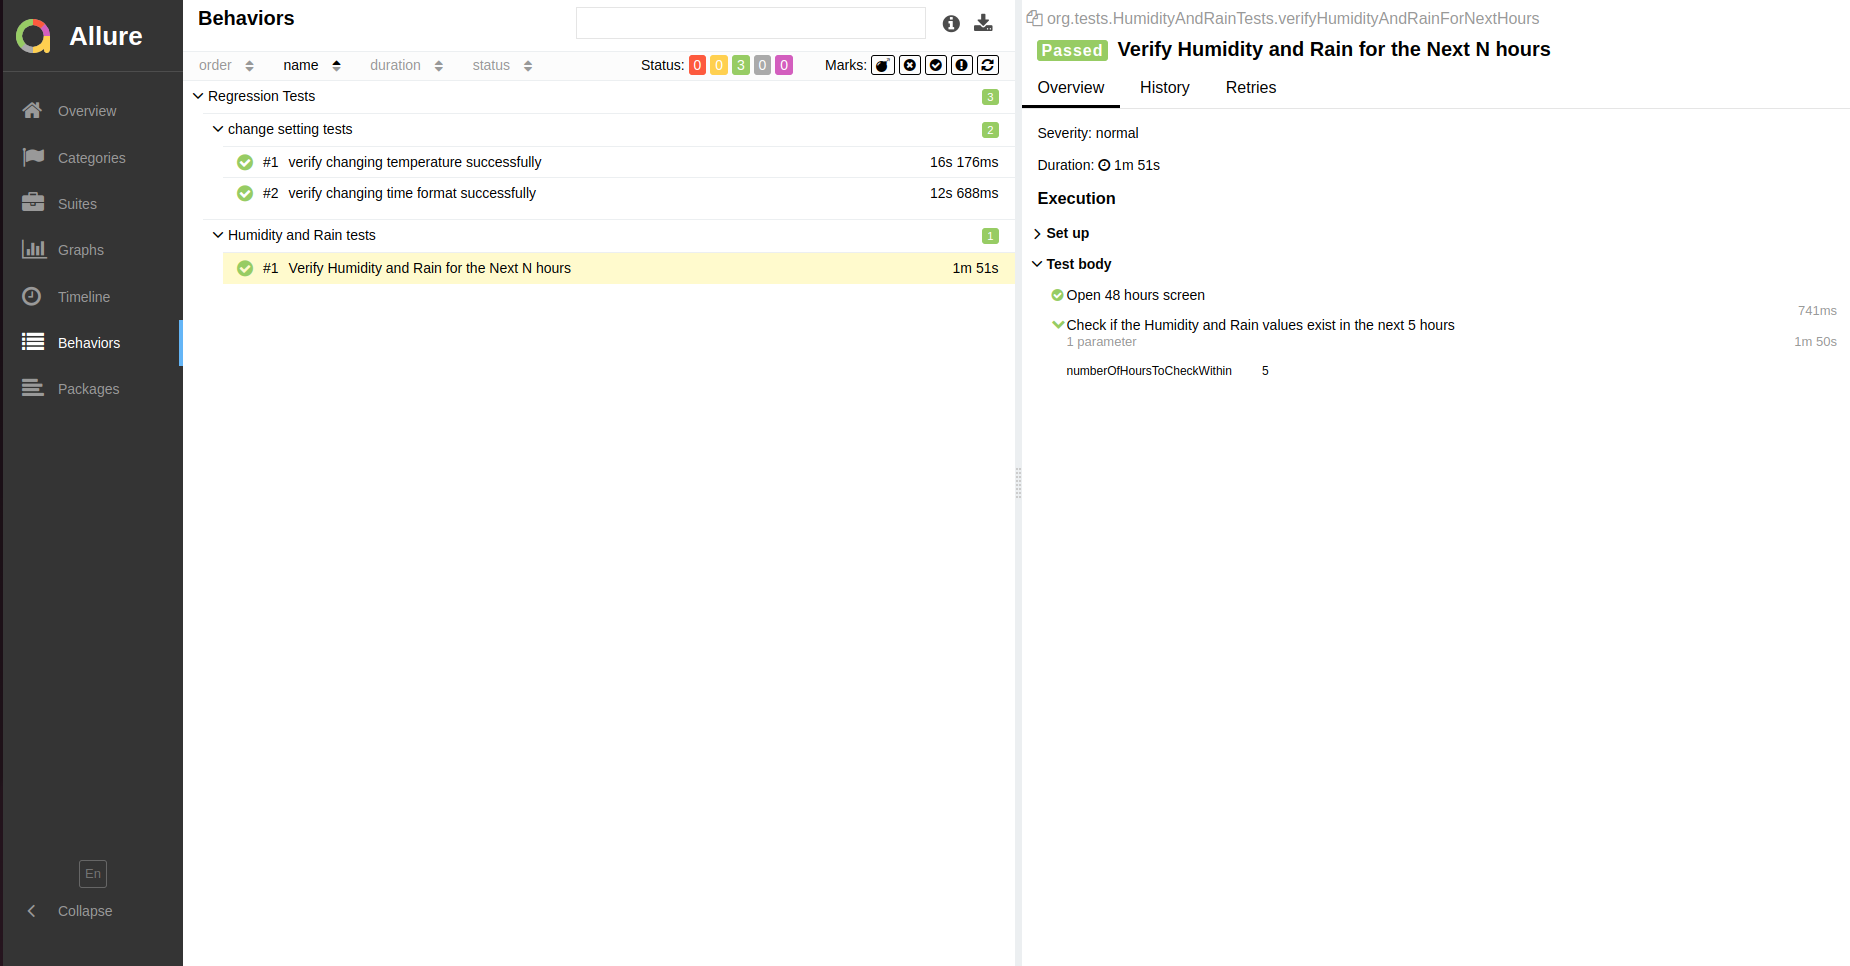 Allure
Overview
Categories
Suites
Graphs
Timeline
Behaviors
Packages
En
Collapse
Behaviors
order name duration status Status: 0 0 3 0 0 Marks:
Regression Tests 3
change setting tests 2
#1 verify changing temperature successfully 16s 176ms
#2 verify changing time format successfully 12s 688ms
Humidity and Rain tests 1
#1 Verify Humidity and Rain for the Next N hours 1m 51s
org.tests.HumidityAndRainTests.verifyHumidityAndRainForNextHours
Passed Verify Humidity and Rain for the Next N hours
Overview History Retries
Severity: normal
Duration: 1m 51s
Execution
Set up
Test body
Open 48 hours screen
741ms
Check if the Humidity and Rain values exist in the next 5 hours
1 parameter 1m 50s
numberOfHoursToCheckWithin 5